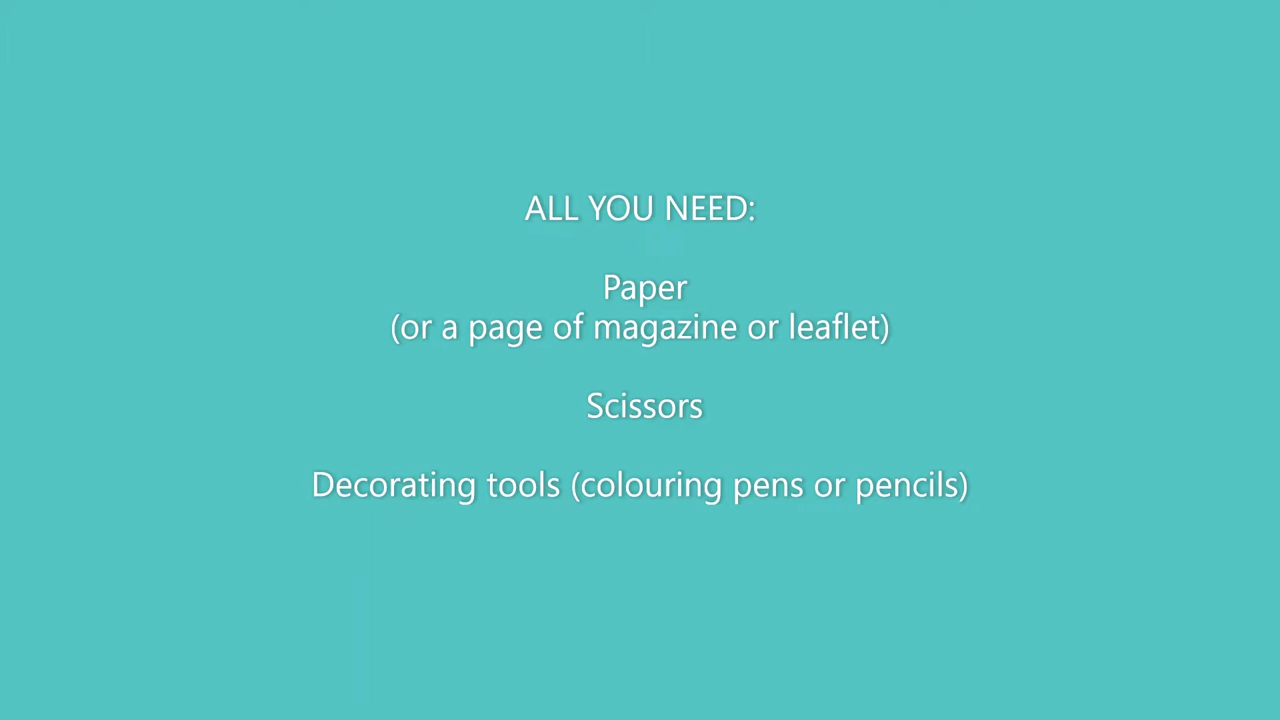 ALL YOU NEED:
Paper
(or a page of magazine or leaflet)
Scissors
Decorating tools (colouring pens or pencils)